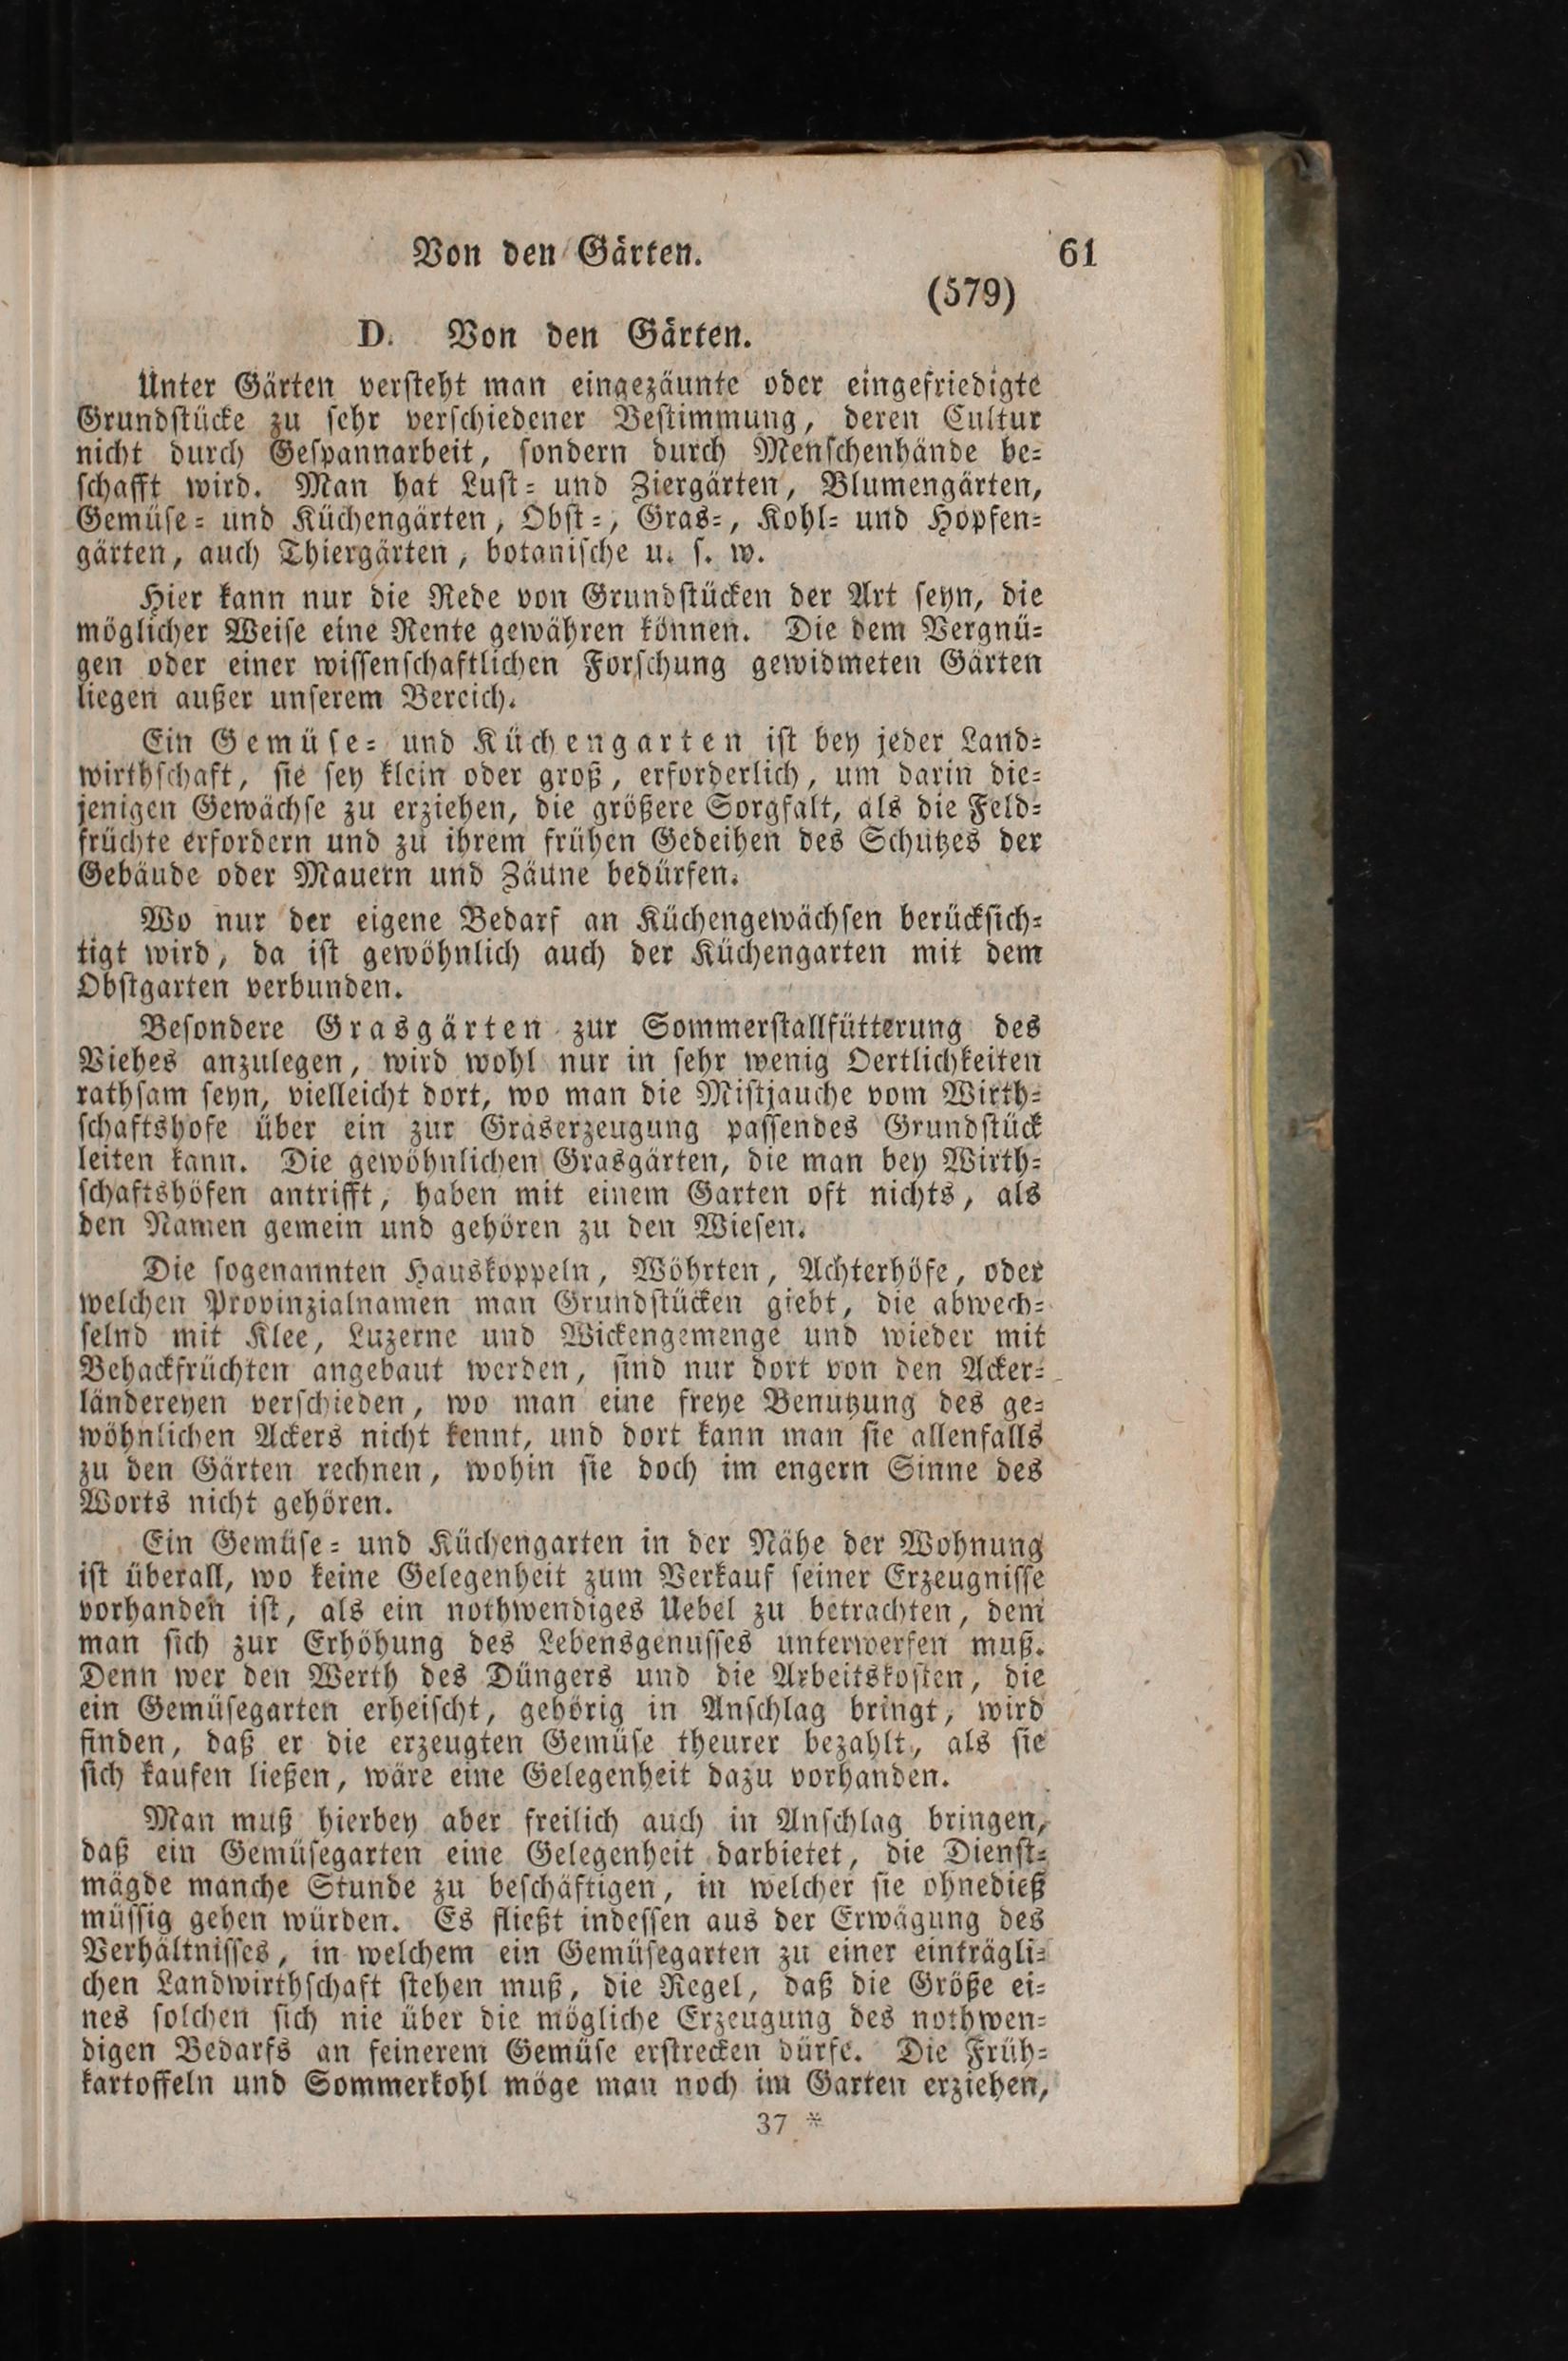 Von den Gärten. 61
(579)
D. Von den Gärten.
Unter Gärten verſteht man eingezäunte oder eingefriedigte
Grundſtücke zu ſehr verſchiedener Beſtimmung, deren Cultur
nicht durch Geſpannarbeit, ſondern durch Menſchenhände be=
ſchafft wird. Man hat Luſt= und Ziergärten, Blumengärten,
Gemüſe= und Küchengärten, Obſt=, Gras=, Kohl= und Hopfen=
gärten, auch Thiergärten, botaniſche u. ſ. w.
Hier kann nur die Rede von Grundſtücken der Art ſeyn, die
möglicher Weiſe eine Rente gewähren können. Die dem Vergnü=
gen oder einer wiſſenſchaftlichen Forſchung gewidmeten Gärten
liegen außer unſerem Bereich.
Ein Gemüſe= und Küchengarten iſt bey jeder Land=
wirthſchaft, ſie ſey klein oder groß, erforderlich, um darin die=
jenigen Gewächſe zu erziehen, die größere Sorgfalt, als die Feld=
früchte erfordern und zu ihrem frühen Gedeihen des Schutzes der
Gebäude oder Mauern und Zäune bedürfen.
Wo nur der eigene Bedarf an Küchengewächſen berückſich=
tigt wird, da iſt gewöhnlich auch der Küchengarten mit dem
Obſtgarten verbunden.
Beſondere Grasgärten zur Sommerſtallfütterung des
Viehes anzulegen, wird wohl nur in ſehr wenig Oertlichkeiten
rathſam ſeyn, vielleicht dort, wo man die Miſtjauche vom Wirth=
ſchaftshofe über ein zur Graserzeugung paſſendes Grundſtück
leiten kann. Die gewöhnlichen Grasgärten, die man bey Wirth=
ſchaftshöfen antrifft, haben mit einem Garten oft nichts, als
den Namen gemein und gehören zu den Wieſen.
Die ſogenannten Hauskoppeln, Wöhrten, Achterhöfe, oder
welchen Provinzialnamen man Grundſtücken giebt, die abwech=
ſelnd mit Klee, Luzerne und Wickengemenge und wieder mit
Behackfrüchten angebaut werden, ſind nur dort von den Acker=
ländereyen verſchieden, wo man eine freye Benutzung des ge=
wöhnlichen Ackers nicht kennt, und dort kann man ſie allenfalls
zu den Gärten rechnen, wohin ſie doch im engern Sinne des
Worts nicht gehören.
Ein Gemüſe= und Küchengarten in der Nähe der Wohnung
iſt überall, wo keine Gelegenheit zum Verkauf ſeiner Erzeugniſſe
vorhanden iſt, als ein nothwendiges Uebel zu betrachten, dem
man ſich zur Erhöhung des Lebensgenuſſes unterwerfen muß.
Denn wer den Werth des Düngers und die Arbeitskoſten, die
ein Gemüſegarten erheiſcht, gehörig in Anſchlag bringt, wird
finden, daß er die erzeugten Gemüſe theurer bezahlt, als ſie
ſich kaufen ließen, wäre eine Gelegenheit dazu vorhanden.
Man muß hierbey aber freilich auch in Anſchlag bringen,
daß ein Gemüſegarten eine Gelegenheit darbietet, die Dienſt=
mägde manche Stunde zu beſchäftigen, in welcher ſie ohnedieß
müſſig gehen würden. Es fließt indeſſen aus der Erwägung des
Verhältniſſes, in welchem ein Gemüſegarten zu einer einträgli=
chen Landwirthſchaft ſtehen muß, die Regel, daß die Größe ei=
nes ſolchen ſich nie über die mögliche Erzeugung des nothwen=
digen Bedarfs an feinerem Gemüſe erſtrecken dürfe. Die Früh=
kartoffeln und Sommerkohl möge man noch im Garten erziehen,
37 *